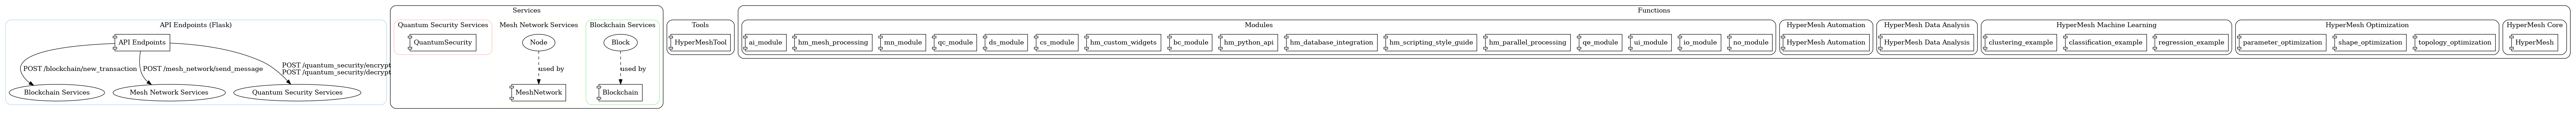 API Endpoints (Flask)
API Endpoints
POST /blockchain/new_transaction
POST /mesh_network/send_message
POST /quantum_security/encrypt
POST /quantum_security/decrypt
Blockchain Services
Mesh Network Services
Quantum Security Services
Services
Quantum Security Services
QuantumSecurity
Mesh Network Services
Node
used by
MeshNetwork
Blockchain Services
Block
used by
Blockchain
Tools
HyperMeshTool
Functions
Modules
ai_module
hm_mesh_processing
mn_module
qc_module
ds_module
cs_module
hm_custom_widgets
bc_module
hm_python_api
hm_database_integration
hm_scripting_style_guide
hm_parallel_processing
qe_module
ui_module
io_module
no_module
HyperMesh Automation
HyperMesh Automation
HyperMesh Data Analysis
HyperMesh Data Analysis
HyperMesh Machine Learning
clustering_example
classification_example
regression_example
HyperMesh Optimization
parameter_optimization
shape_optimization
topology_optimization
HyperMesh Core
HyperMesh